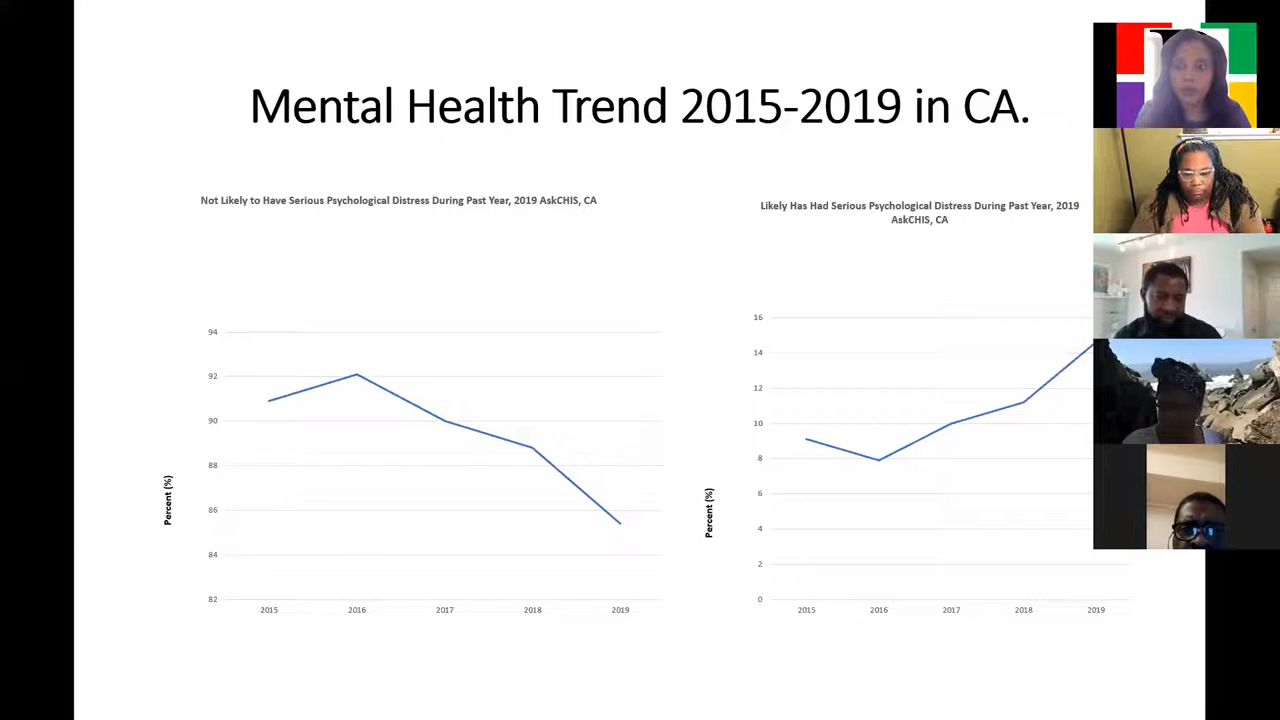 Mental Health Trend 2015-2019 in CA.
Not Likely to Have Serious Psychological Distress During Past Year, 2019 AskCHIS, CA
94
92
90
88
86
84
82
Percent (%)
2015 2016 2017 2018 2019
Likely Has Had Serious Psychological Distress During Past Year, 2019
AskCHIS, CA
16
14
12
10
8
6
4
2
0
Percent (%)
2015 2016 2017 2018 2019